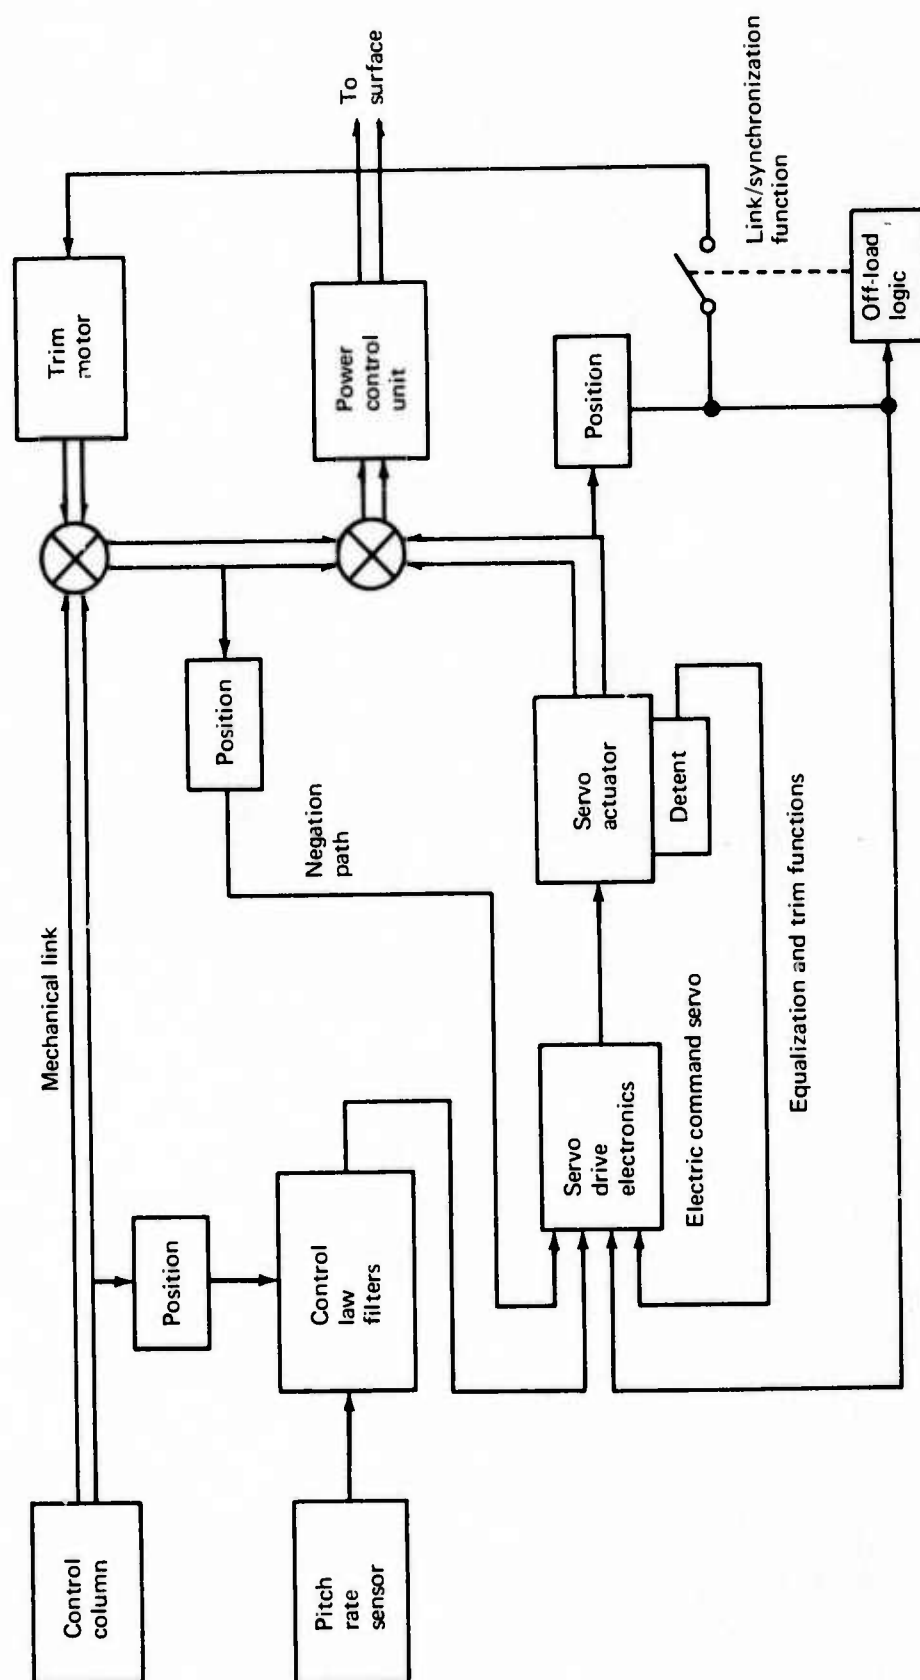 Control
column
Mechanical link
Trim
motor
Position
Position
Pitch
rate
sensor
Control
law
filters
Negation
path
Power
control
unit
To
surface
Servo
drive
electronics
Electric command servo
Servo
actuator
Detent
Equalization and trim functions
Position
Link/synchronization
function
Off-load
logic